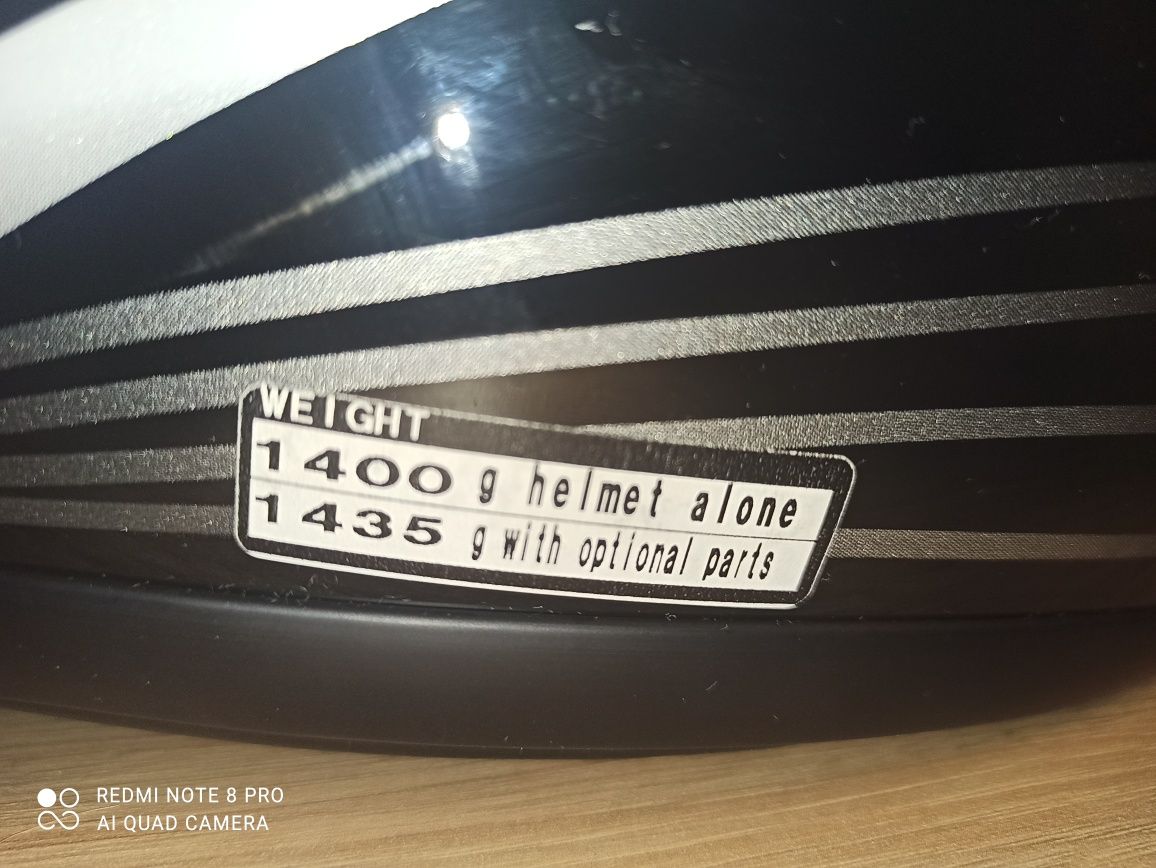 WEIGHT
1400 g helmet alone
1435 g with optional parts
REDMI NOTE 8 PRO
AI QUAD CAMERA